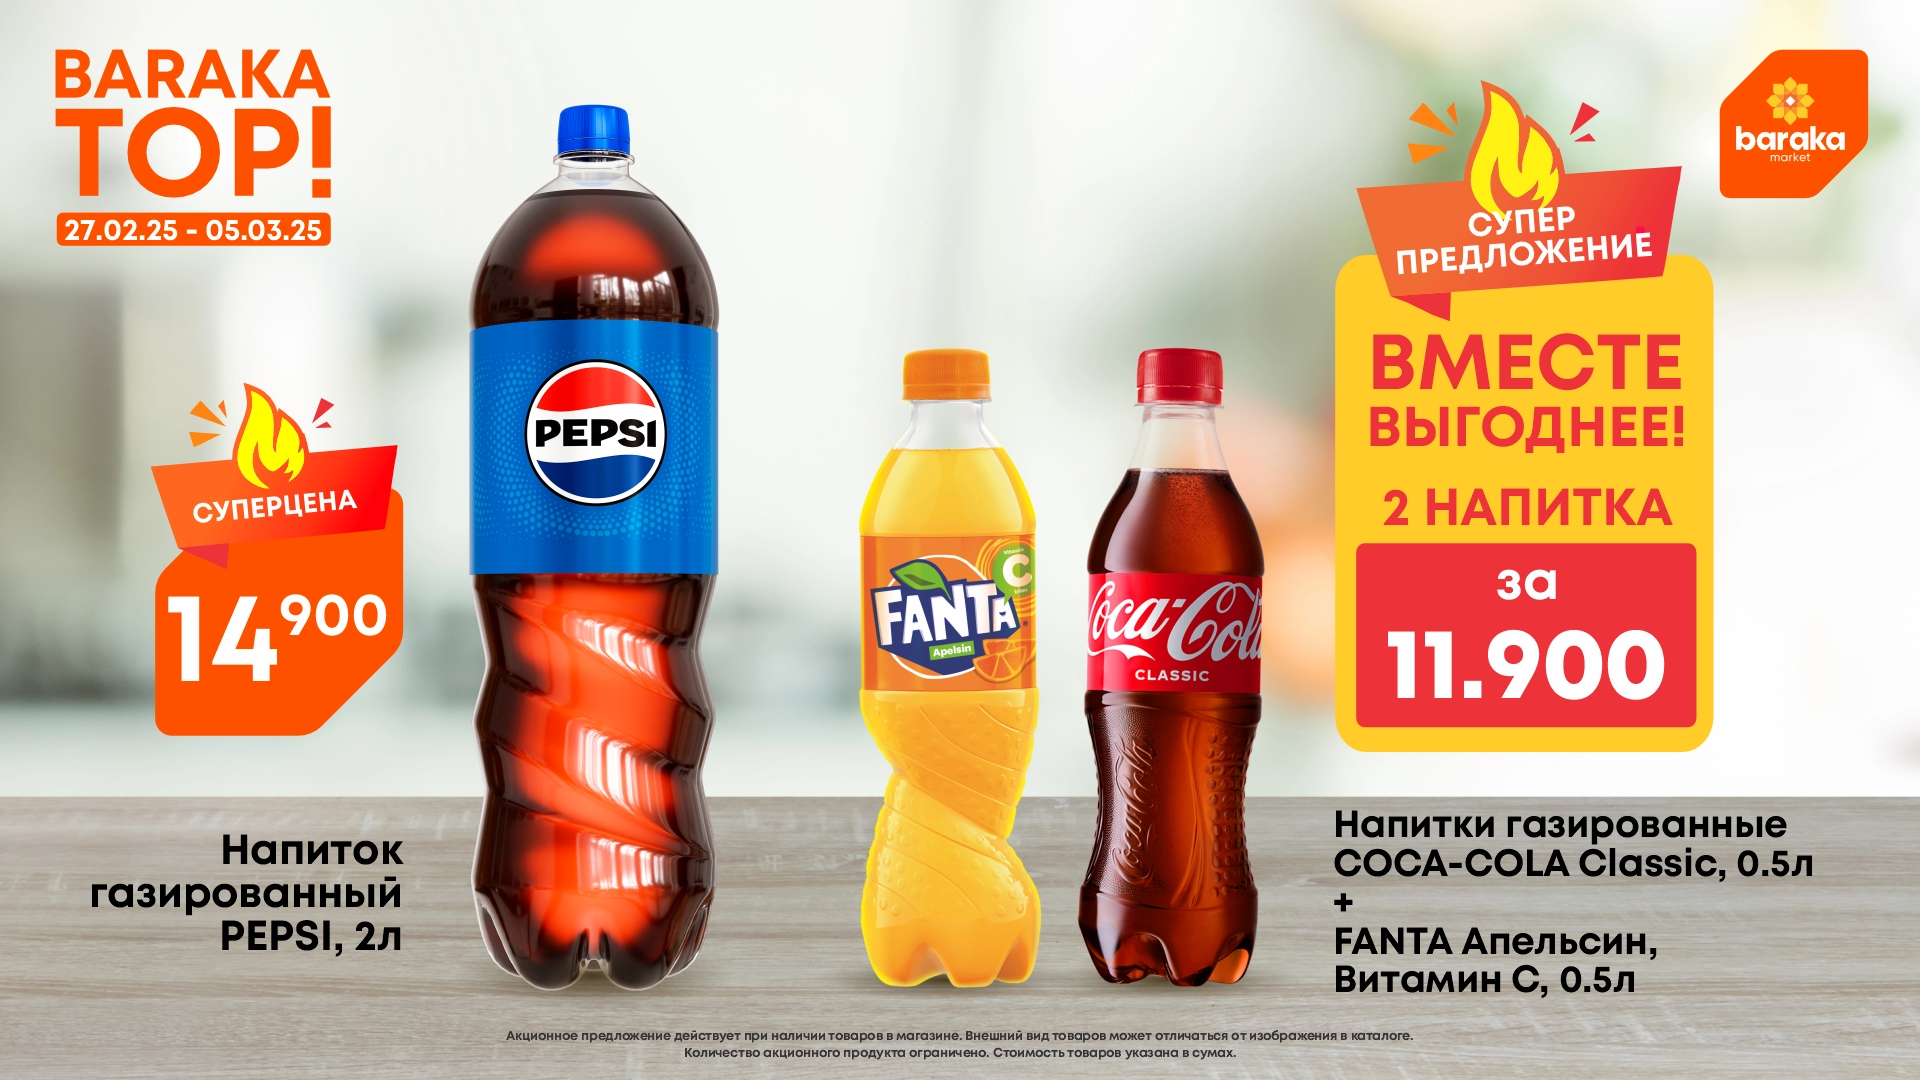 BARAKA
TOP!
27.02.25 - 05.03.25
СУПЕРЦЕНА
14 900
Напиток
газированный
PEPSI, 2л
PEPSI
Vitamin
C
FANTA
Apelsin
Coca-Cola
CLASSIC
Coca-Cola
baraka
market
СУПЕР
ПРЕДЛОЖЕНИЕ
ВМЕСТЕ
ВЫГОДНЕЕ!
2 НАПИТКА
за
11.900
Напитки газированные
COCA-COLA Classic, 0.5л
+
FANTA Апельсин,
Витамин С, 0.5л
Акционное предложение действует при наличии товаров в магазине. Внешний вид товаров может отличаться от изображения в каталоге.
Количество акционного продукта ограничено. Стоимость товаров указана в сумах.